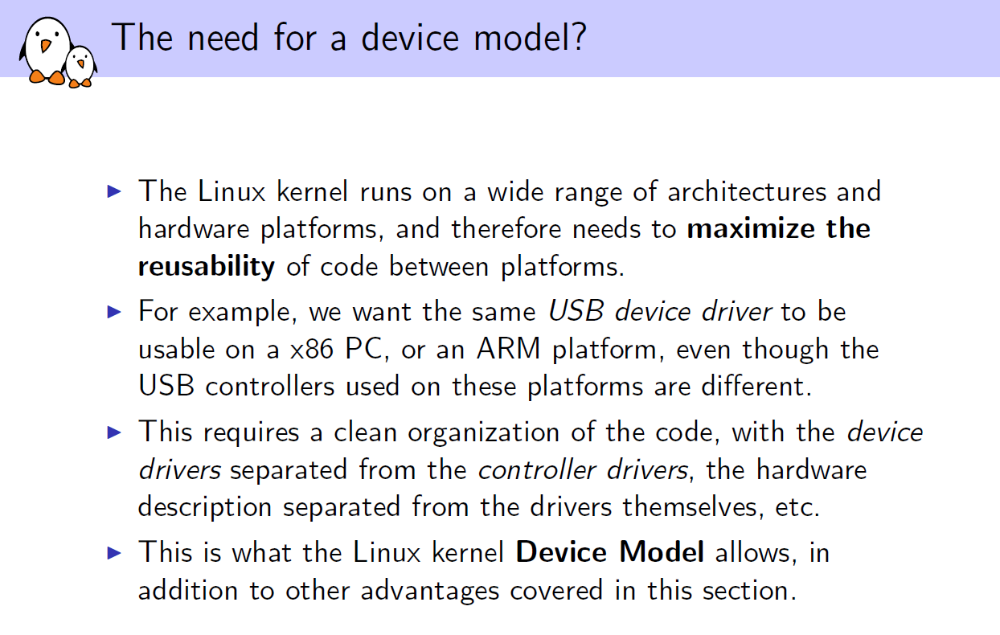 The need for a device model?
The Linux kernel runs on a wide range of architectures and
hardware platforms, and therefore needs to maximize the
reusability of code between platforms.
For example, we want the same USB device driver to be
usable on a x86 PC, or an ARM platform, even though the
USB controllers used on these platforms are different.
This requires a clean organization of the code, with the device
drivers separated from the controller drivers, the hardware
description separated from the drivers themselves, etc.
This is what the Linux kernel Device Model allows, in
addition to other advantages covered in this section.